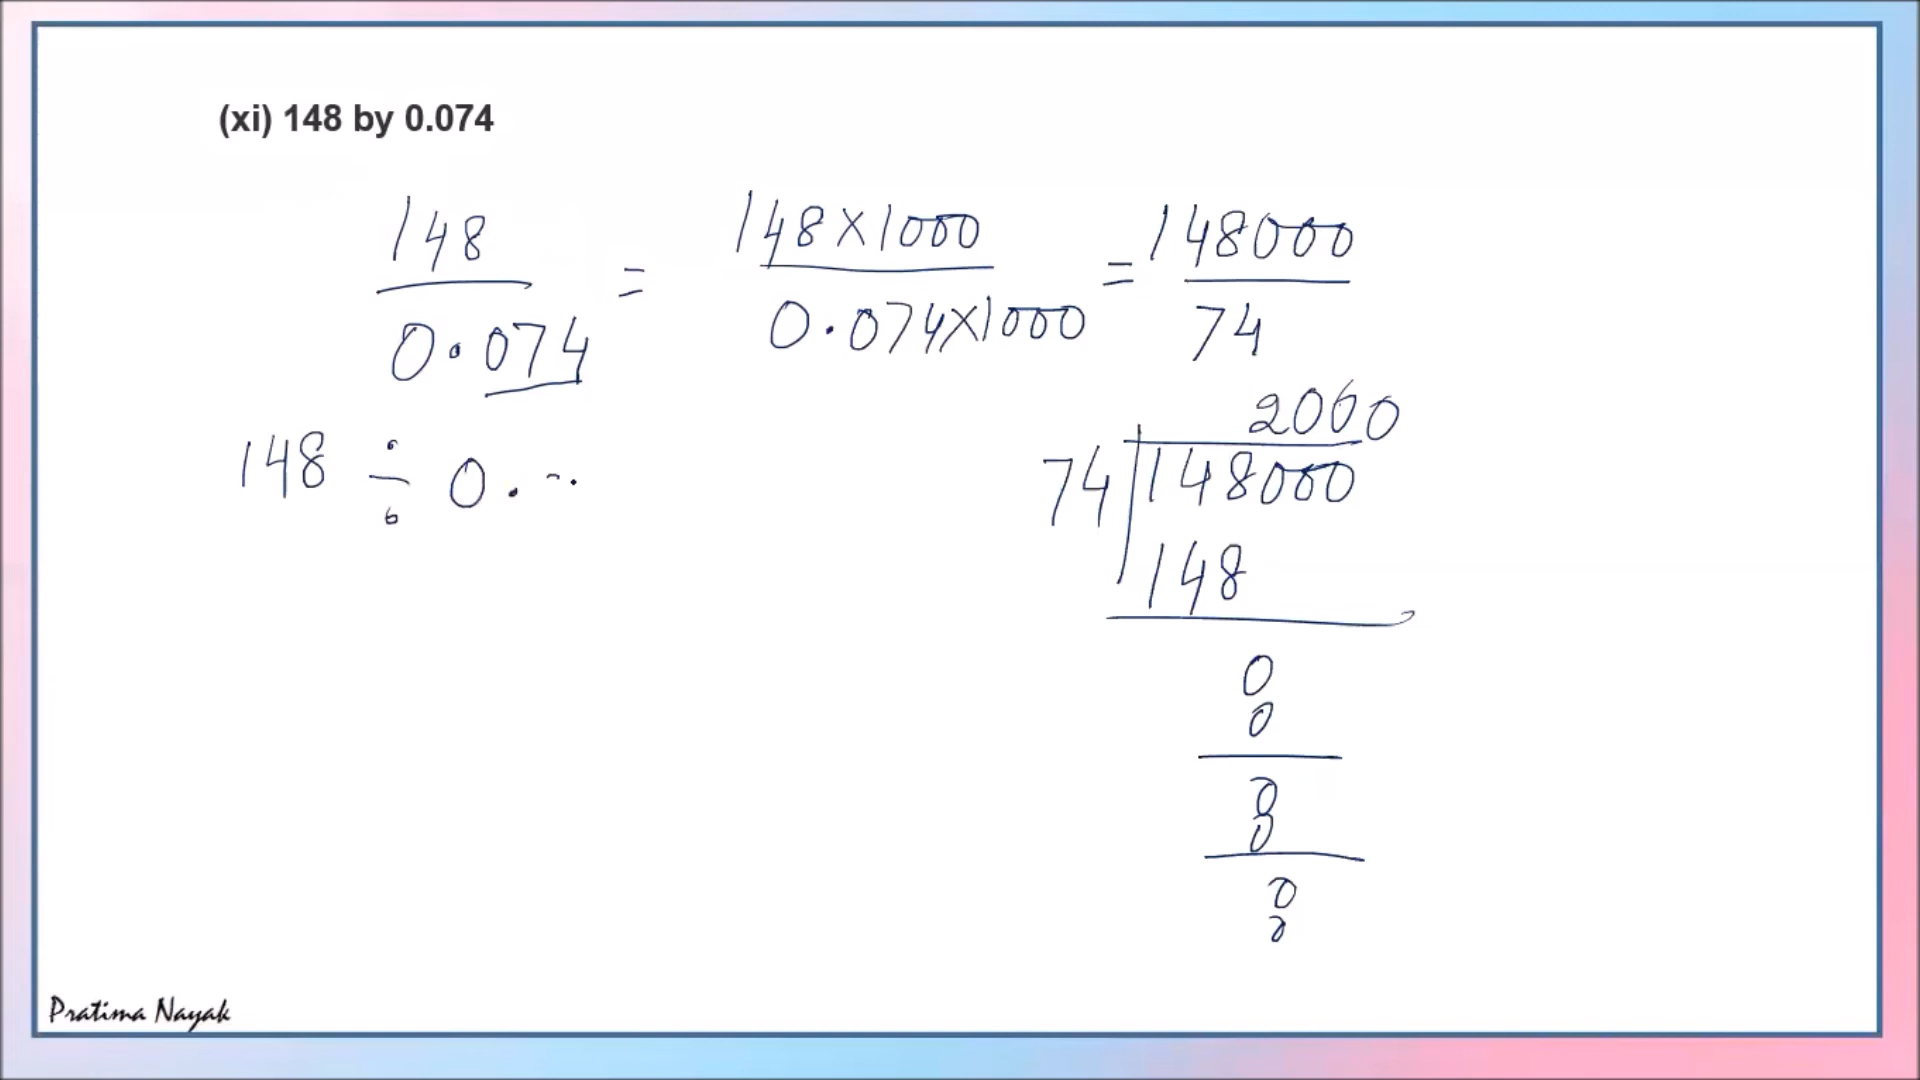 (xi) 148 by 0.074
148 / 0.074 = 148×1000 / 0.074×1000 = 148000 / 74
148 ÷ 0. ..
2000
74 148000
148
0
0
0
0
0
0
Pratima Nayak